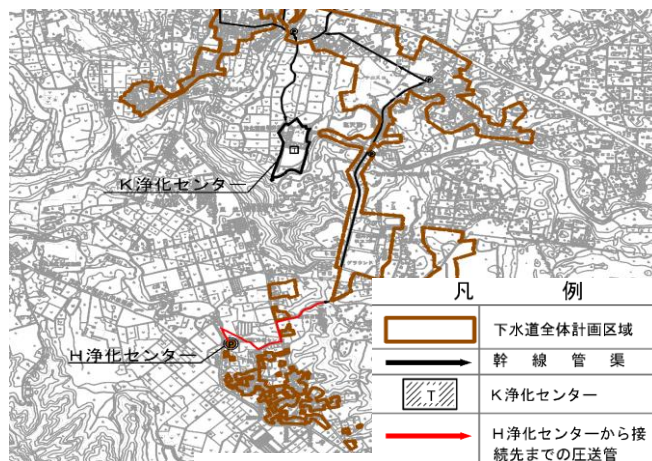 K浄化センター
H浄化センター
凡 例
下水道全体計画区域
幹 線 管 渠
T
K浄化センター
H浄化センターから接
続先までの圧送管